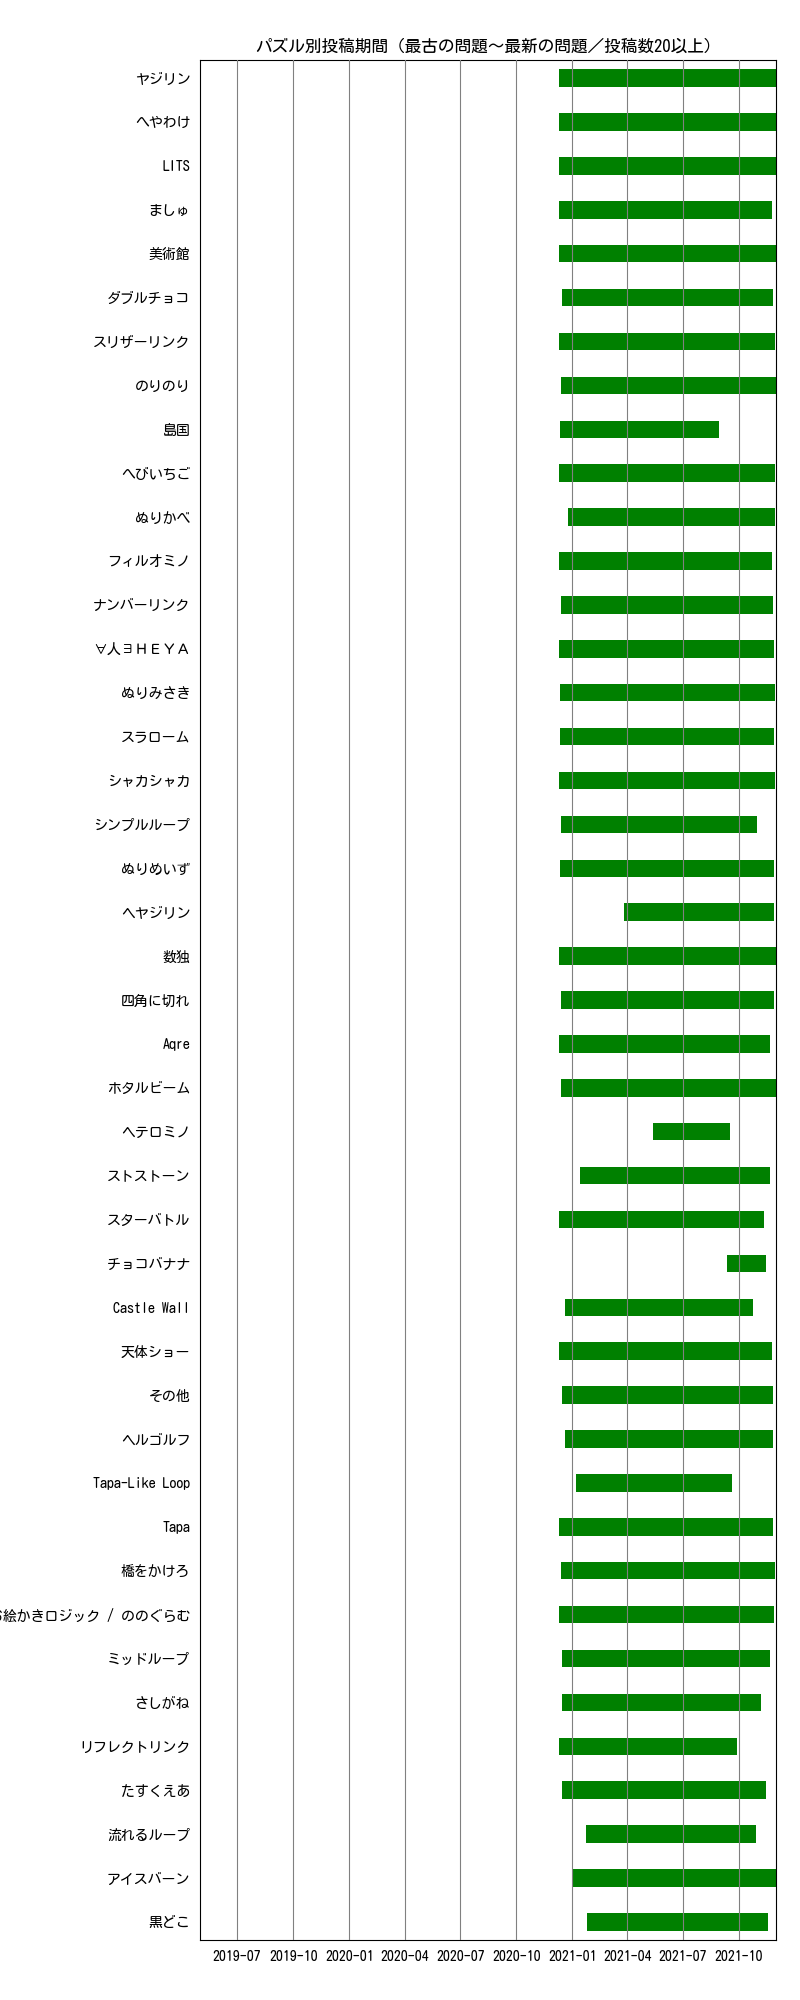 パズル別投稿期間（最古の問題～最新の問題／投稿数20以上）
ヤジリン
へやわけ
LITS
ましゅ
美術館
ダブルチョコ
スリザーリンク
のりのり
島国
へびいちご
ぬりかべ
フィルオミノ
ナンバーリンク
∀人∃ＨＥＹＡ
ぬりみさき
スラローム
シャカシャカ
シンプルループ
ぬりめいず
ヘヤジリン
数独
四角に切れ
Aqre
ホタルビーム
ヘテロミノ
ストストーン
スターバトル
チョコバナナ
Castle Wall
天体ショー
その他
ヘルゴルフ
Tapa-Like Loop
Tapa
橋をかけろ
絵かきロジック / ののぐらむ
ミッドループ
さしがね
リフレクトリンク
たすくえあ
流れるループ
アイスバーン
黒どこ
2019-07 2019-10 2020-01 2020-04 2020-07 2020-10 2021-01 2021-04 2021-07 2021-10